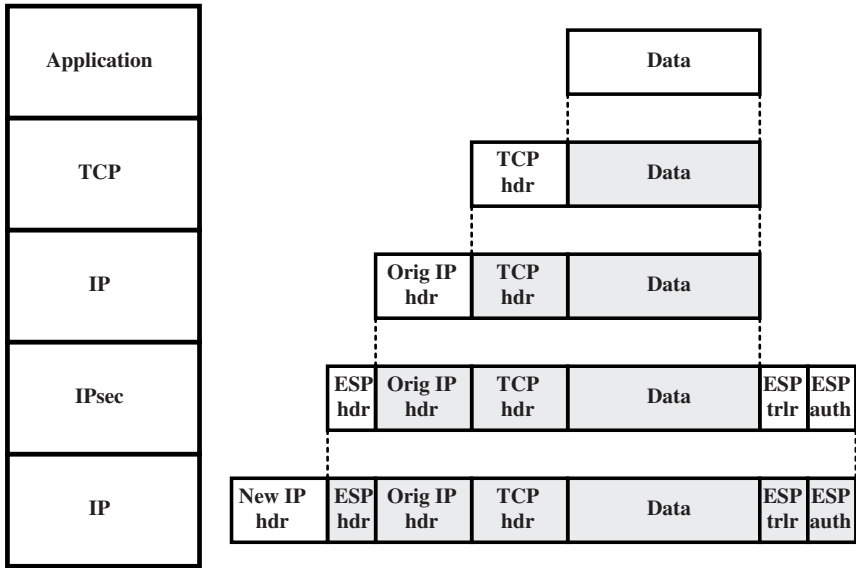 Application
Data
TCP
TCP
hdr
Data
IP
Orig IP
hdr
TCP
hdr
Data
IPsec
ESP
hdr
Orig IP
hdr
TCP
hdr
Data
ESP
trlr
ESP
auth
IP
New IP
hdr
ESP
hdr
Orig IP
hdr
TCP
hdr
Data
ESP
trlr
ESP
auth